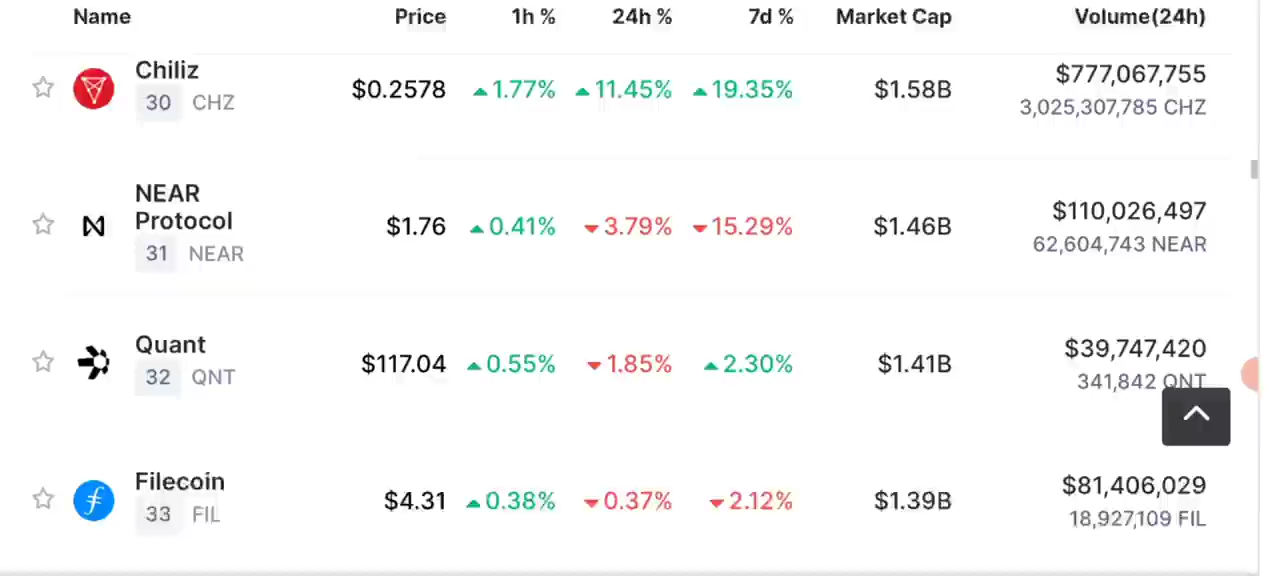 Name Price 1h % 24h % 7d % Market Cap Volume(24h)
Chiliz
30 CHZ
$0.2578 1.77% 11.45% 19.35% $1.58B $777,067,755
3,025,307,785 CHZ
NEAR
Protocol
31 NEAR
$1.76 0.41% 3.79% 15.29% $1.46B $110,026,497
62,604,743 NEAR
Quant
32 QNT
$117.04 0.55% 1.85% 2.30% $1.41B $39,747,420
341,842 QNT
Filecoin
33 FIL
$4.31 0.38% 0.37% 2.12% $1.39B $81,406,029
18,927,109 FIL